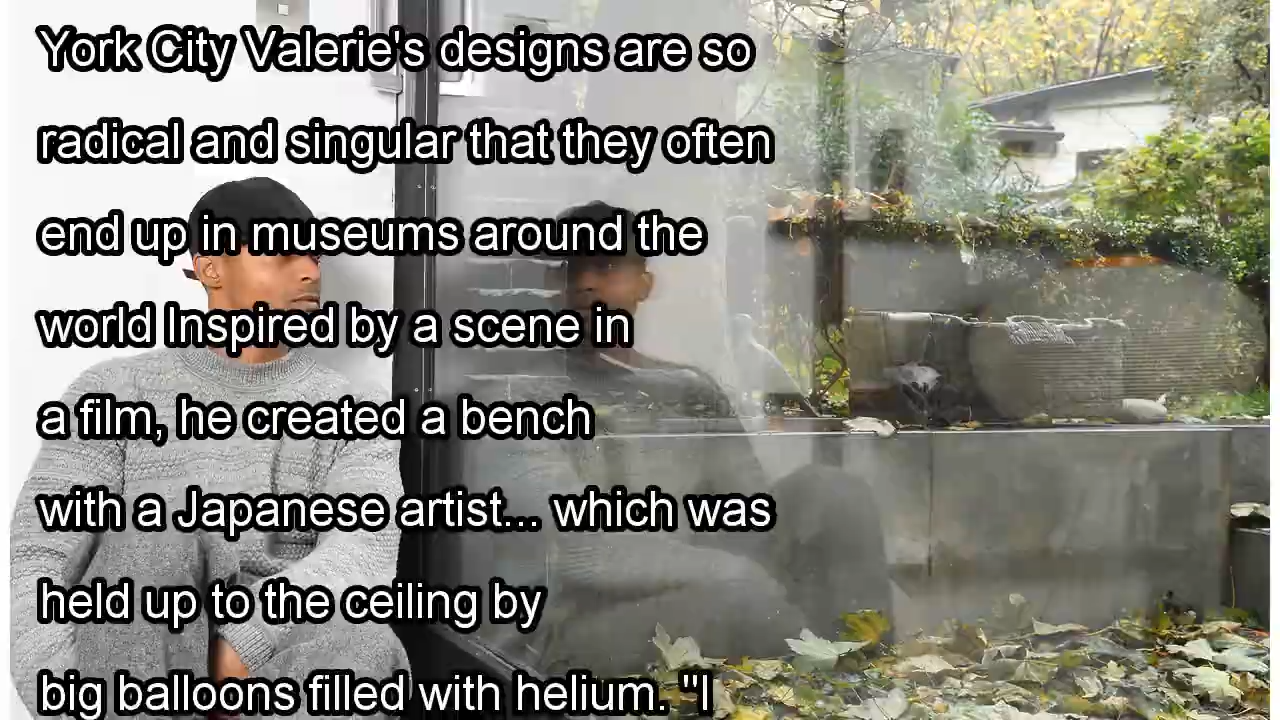 York City Valerie's designs are so
radical and singular that they often
end up in museums around the
world Inspired by a scene in
a film, he created a bench
with a Japanese artist... which was
held up to the ceiling by
big balloons filled with helium. "I